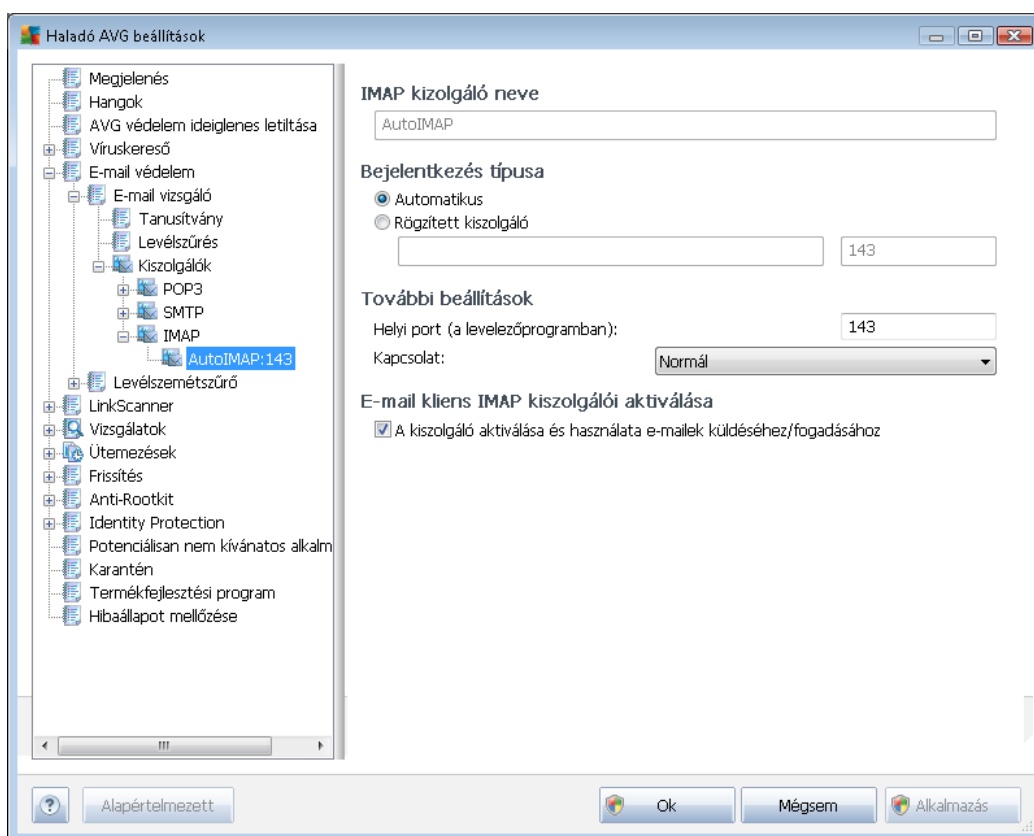 Haladó AVG beállítások
Megjelenés
Hangok
AVG védelem ideiglenes letiltása
Víruskereső
E-mail védelem
E-mail vizsgáló
Tanusítvány
Levélszűrés
Kiszolgálók
POP3
SMTP
IMAP
AutoIMAP:143
Levélszemétszűrő
LinkScanner
Vizsgálatok
Ütemezések
Frissítés
Anti-Rootkit
Identity Protection
Potenciálisan nem kívánatos alkalm
Karantén
Termékfejlesztési program
Hibaállapot mellőzése
IMAP kizolgáló neve
AutoIMAP
Bejelentkezés típusa
Automatikus
Rögzített kiszolgáló
143
További beállítások
Helyi port (a levelezőprogramban): 143
Kapcsolat: Normál
E-mail kliens IMAP kiszolgálói aktiválása
A kiszolgáló aktiválása és használata e-mailek küldéséhez/fogadásához
? Alapértelmezett Ok Mégsem Alkalmazás